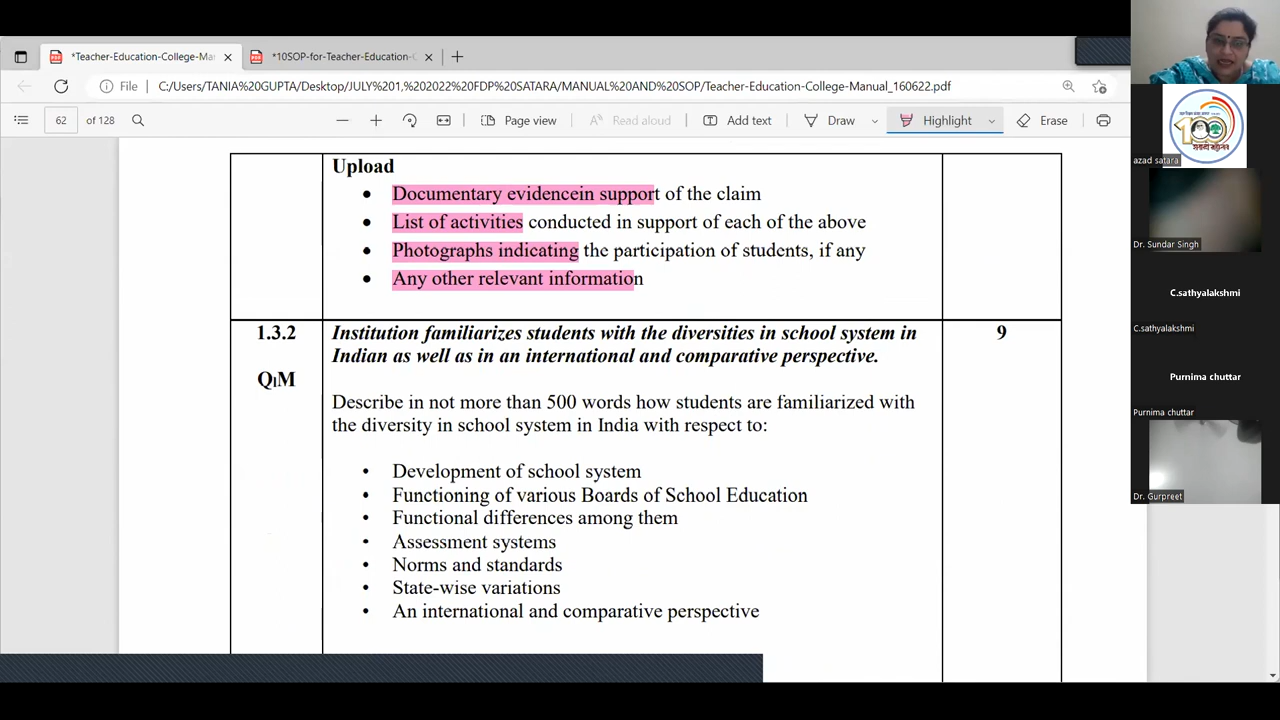 *Teacher-Education-College-Ma
*10SOP-for-Teacher-Education-
File
C:/Users/TANIA%20GUPTA/Desktop/JULY%201,%202022%20FDP%20SATARA/MANUAL%20AND%20SOP/Teacher-Education-College-Manual_160622.pdf
62 of 128
Page view
Read aloud
Add text
Draw
Highlight
Erase
Upload
• Documentary evidencein support of the claim
• List of activities conducted in support of each of the above
• Photographs indicating the participation of students, if any
• Any other relevant information
1.3.2
QlM
Institution familiarizes students with the diversities in school system in
Indian as well as in an international and comparative perspective.
9
Describe in not more than 500 words how students are familiarized with
the diversity in school system in India with respect to:
• Development of school system
• Functioning of various Boards of School Education
• Functional differences among them
• Assessment systems
• Norms and standards
• State-wise variations
• An international and comparative perspective
100
azad satara
Dr. Sundar Singh
C.sathyalakshmi
C.sathyalakshmi
Purnima chuttar
Purnima chuttar
Dr. Gurpreet